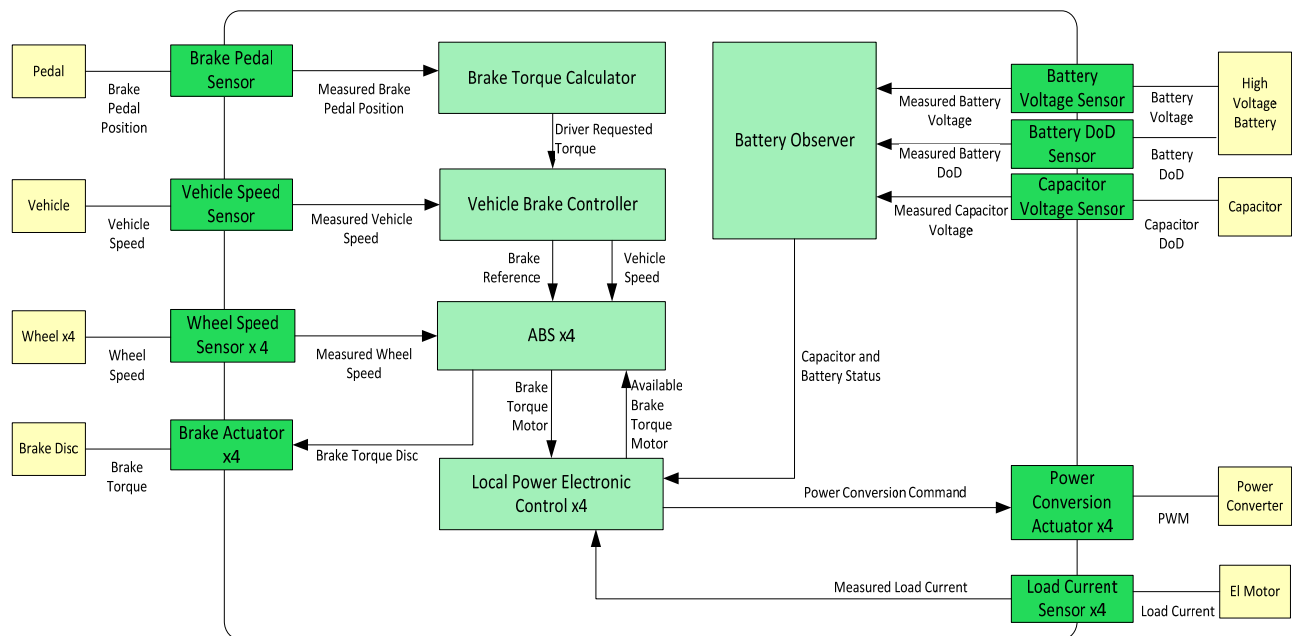 Pedal
Brake
Pedal
Position
Brake Pedal
Sensor
Measured Brake
Pedal Position
Brake Torque Calculator
Driver Requested
Torque
Vehicle
Vehicle
Speed
Vehicle Speed
Sensor
Measured Vehicle
Speed
Vehicle Brake Controller
Brake
Reference
Vehicle
Speed
Wheel x4
Wheel
Speed
Wheel Speed
Sensor x 4
Measured Wheel
Speed
ABS x4
Brake
Torque
Motor
Available
Brake
Torque
Motor
Brake Disc
Brake
Torque
Brake Actuator
x4
Brake Torque Disc
Local Power Electronic
Control x4
Battery Observer
Capacitor and
Battery Status
Measured Battery
Voltage
Measured Battery
DoD
Measured Capacitor
Voltage
Battery
Voltage Sensor
Battery DoD
Sensor
Capacitor
Voltage Sensor
Battery
Voltage
Battery
DoD
Capacitor
DoD
High
Voltage
Battery
Capacitor
Power Conversion Command
Power
Conversion
Actuator x4
PWM
Power
Converter
Measured Load Current
Load Current
Sensor x4
Load Current
El Motor